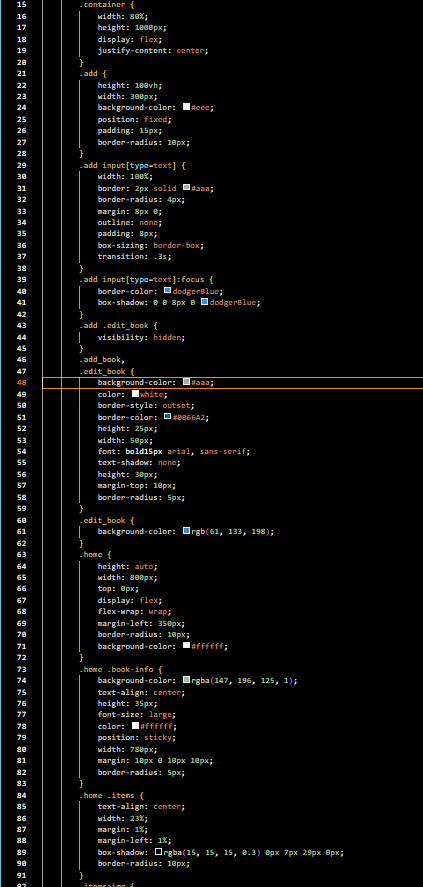 15 .container {
16 width: 80%;
17 height: 1000px;
18 display: flex;
19 justify-content: center;
20 }
21 .add {
22 height: 100vh;
23 width: 300px;
24 background-color: #eee;
25 position: fixed;
26 padding: 15px;
27 border-radius: 10px;
28 }
29 .add input[type=text] {
30 width: 100%;
31 border: 2px solid #aaa;
32 border-radius: 4px;
33 margin: 8px 0;
34 outline: none;
35 padding: 8px;
36 box-sizing: border-box;
37 transition: .3s;
38 }
39 .add input[type=text]:focus {
40 border-color: dodgerBlue;
41 box-shadow: 0 0 8px 0 dodgerBlue;
42 }
43 .add .edit_book {
44 visibility: hidden;
45 }
46 .add_book,
47 .edit_book {
48 background-color: #aaa;
49 color: white;
50 border-style: outset;
51 border-color: #0066A2;
52 height: 25px;
53 width: 50px;
54 font: bold15px arial, sans-serif;
55 text-shadow: none;
56 height: 30px;
57 margin-top: 10px;
58 border-radius: 5px;
59 }
60 .edit_book {
61 background-color: rgb(61, 133, 198);
62 }
63 .home {
64 height: auto;
65 width: 800px;
66 top: 0px;
67 display: flex;
68 flex-wrap: wrap;
69 margin-left: 350px;
70 border-radius: 10px;
71 background-color: #ffffff;
72 }
73 .home .book-info {
74 background-color: rgba(147, 196, 125, 1);
75 text-align: center;
76 height: 35px;
77 font-size: large;
78 color: #ffffff;
79 position: sticky;
80 width: 780px;
81 margin: 10px 0 10px 10px;
82 border-radius: 5px;
83 }
84 .home .items {
85 text-align: center;
86 width: 23%;
87 margin: 1%;
88 margin-left: 1%;
89 box-shadow: rgba(15, 15, 15, 0.3) 0px 7px 29px 0px;
90 border-radius: 10px;
91 }